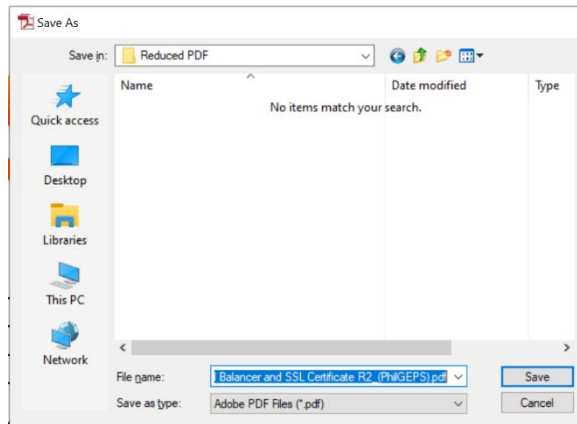 Save As
Save in: Reduced PDF
Name Date modified Type
No items match your search.
Quick access
Desktop
Libraries
This PC
Network
File name: Balancer and SSL Certificate R2_(PhilGEPS).pdf Save
Save as type: Adobe PDF Files (*.pdf) Cancel